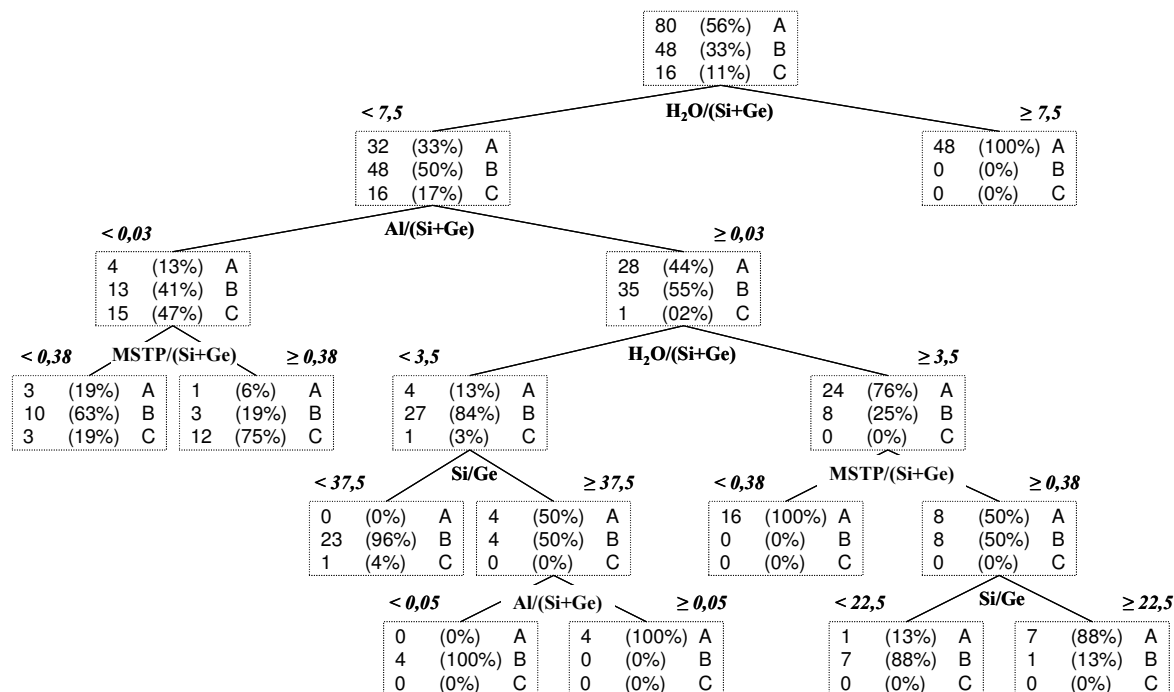 80 (56%) A
48 (33%) B
16 (11%) C
< 7,5 H₂O/(Si+Ge) ≥ 7,5
32 (33%) A
48 (50%) B
16 (17%) C
48 (100%) A
0 (0%) B
0 (0%) C
< 0,03 Al/(Si+Ge) ≥ 0,03
4 (13%) A
13 (41%) B
15 (47%) C
28 (44%) A
35 (55%) B
1 (02%) C
< 0,38 MSTP/(Si+Ge) ≥ 0,38
3 (19%) A
10 (63%) B
3 (19%) C
1 (6%) A
3 (19%) B
12 (75%) C
< 3,5 H₂O/(Si+Ge) ≥ 3,5
4 (13%) A
27 (84%) B
1 (3%) C
24 (76%) A
8 (25%) B
0 (0%) C
< 37,5 Si/Ge ≥ 37,5
0 (0%) A
23 (96%) B
1 (4%) C
4 (50%) A
4 (50%) B
0 (0%) C
< 0,38 MSTP/(Si+Ge) ≥ 0,38
16 (100%) A
0 (0%) B
0 (0%) C
8 (50%) A
8 (50%) B
0 (0%) C
< 0,05 Al/(Si+Ge) ≥ 0,05
0 (0%) A
4 (100%) B
0 (0%) C
4 (100%) A
0 (0%) B
0 (0%) C
< 22,5 Si/Ge ≥ 22,5
1 (13%) A
7 (88%) B
0 (0%) C
7 (88%) A
1 (13%) B
0 (0%) C